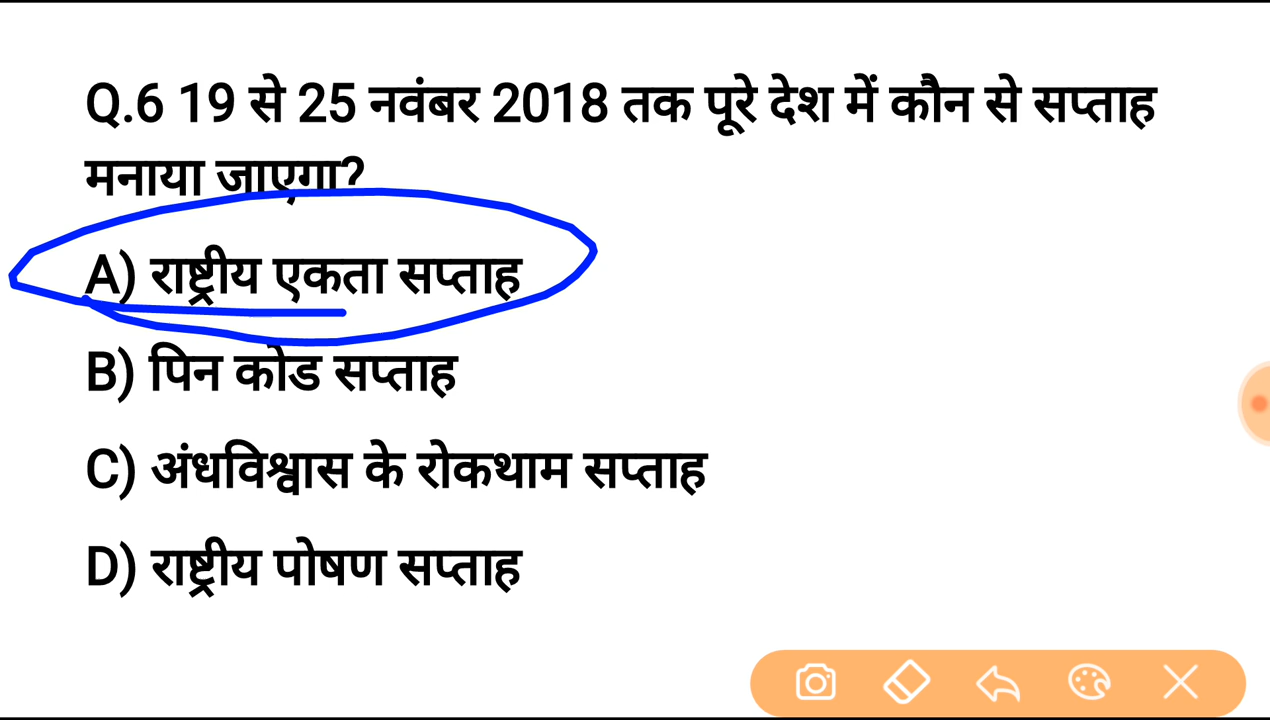 Q.6 19 से 25 नवंबर 2018 तक पूरे देश में कौन से सप्ताह
मनाया जाएगा?
A) राष्ट्रीय एकता सप्ताह
B) पिन कोड सप्ताह
C) अंधविश्वास के रोकथाम सप्ताह
D) राष्ट्रीय पोषण सप्ताह